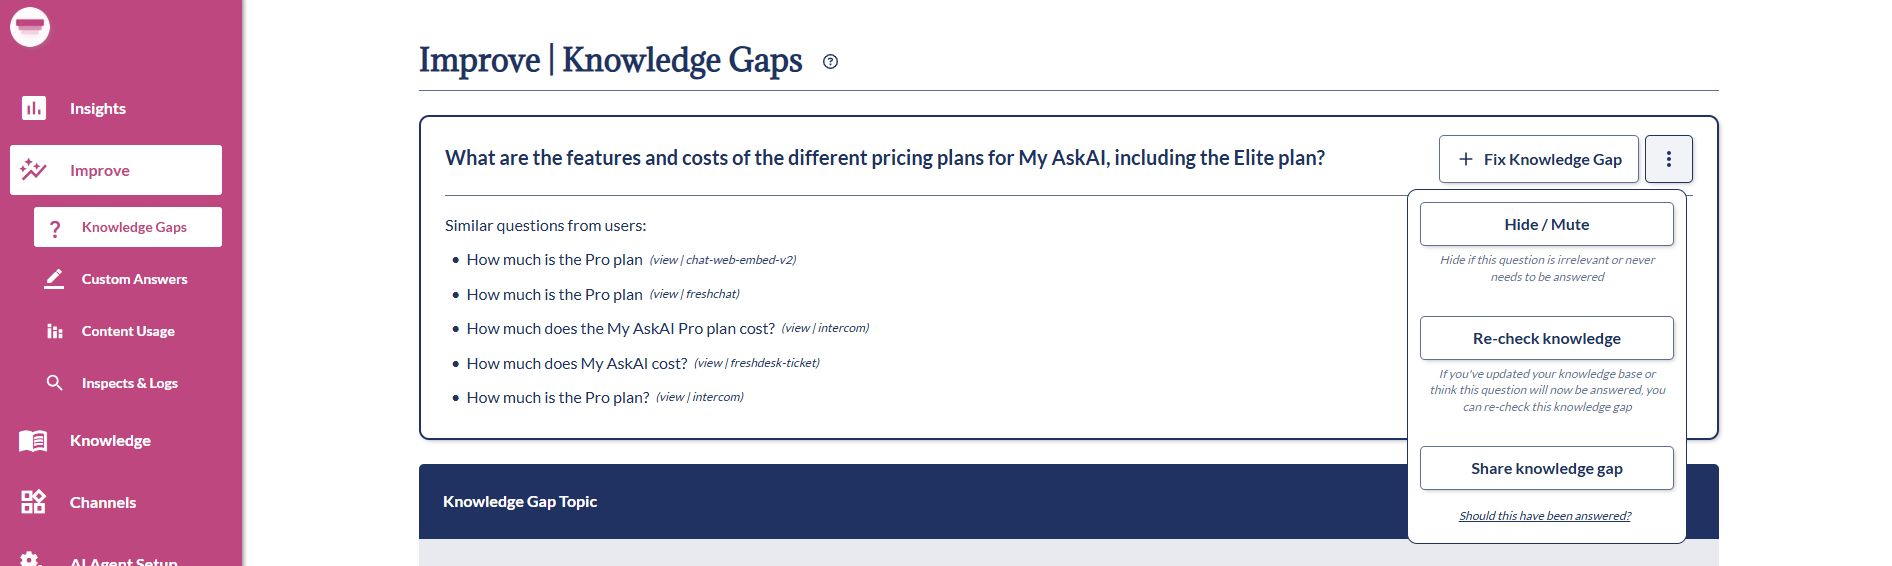 Insights
Improve
Knowledge Gaps
Custom Answers
Content Usage
Inspects & Logs
Knowledge
Channels
AI Agent Setup
Improve | Knowledge Gaps
What are the features and costs of the different pricing plans for My AskAI, including the Elite plan?
+ Fix Knowledge Gap
Similar questions from users:
• How much is the Pro plan (view | chat-web-embed-v2)
• How much is the Pro plan (view | freshchat)
• How much does the My AskAI Pro plan cost? (view | intercom)
• How much does My AskAI cost? (view | freshdesk-ticket)
• How much is the Pro plan? (view | intercom)
Hide / Mute
Hide if this question is irrelevant or never
needs to be answered
Re-check knowledge
If you've updated your knowledge base or
think this question will now be answered, you
can re-check this knowledge gap
Share knowledge gap
Should this have been answered?
Knowledge Gap Topic